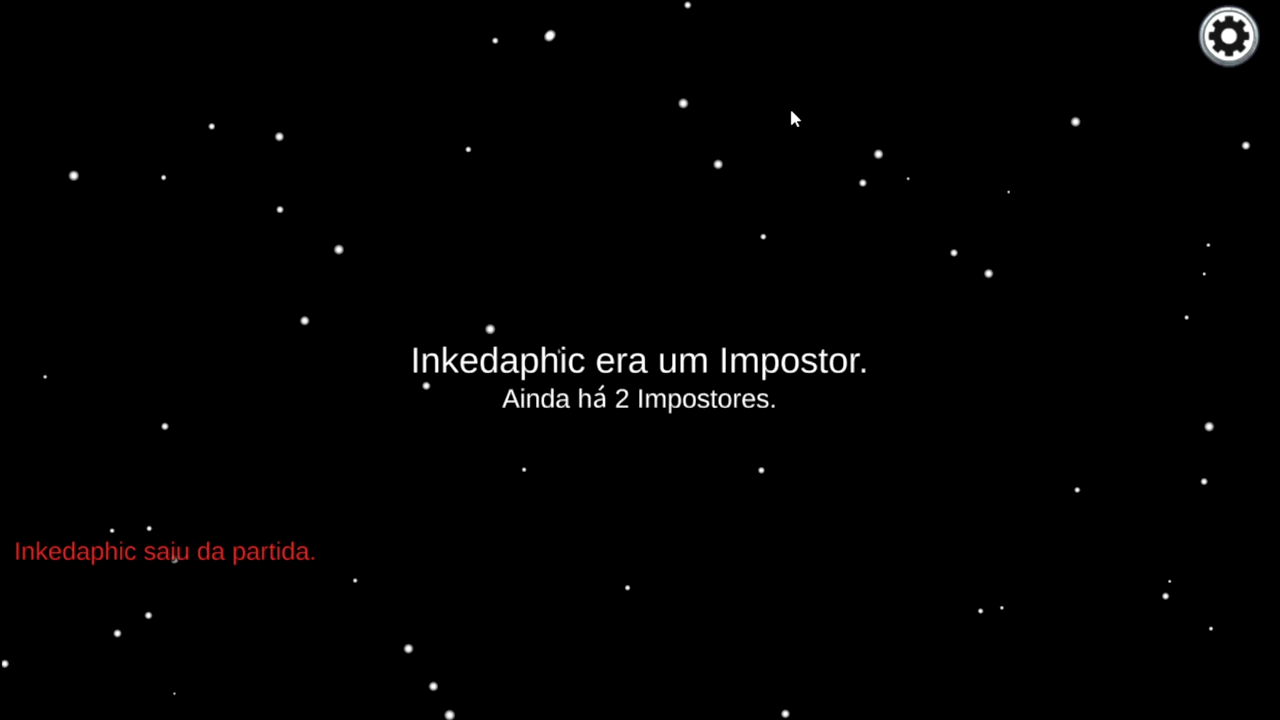 Inkedaphic era um Impostor.
Ainda há 2 Impostores.
Inkedaphic saiu da partida.